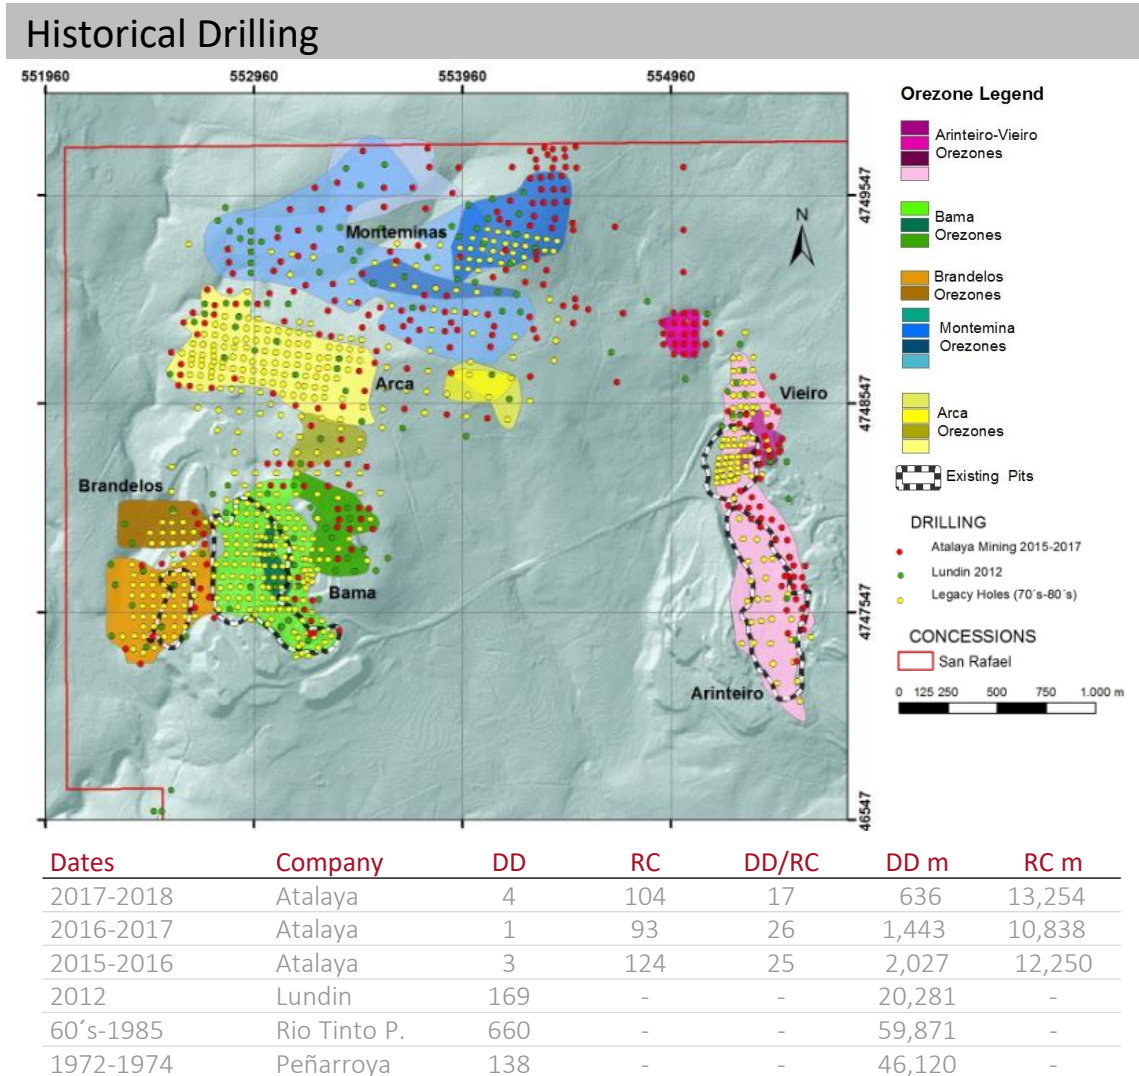 Historical Drilling
551960 552960 553960 554960
Orezone Legend
Arinteiro-Vieiro
Orezones
Bama
Orezones
Brandelos
Orezones
Montemina
Orezones
Arca
Orezones
Existing Pits
DRILLING
Atalaya Mining 2015-2017
Lundin 2012
Legacy Holes (70´s-80´s)
CONCESSIONS
San Rafael
0 125 250 500 750 1.000 m
N
4749547
4748547
4747547
46547
Monteminas
Arca
Vieiro
Brandelos
Bama
Arinteiro
Dates Company DD RC DD/RC DD m RC m
2017-2018 Atalaya 4 104 17 636 13,254
2016-2017 Atalaya 1 93 26 1,443 10,838
2015-2016 Atalaya 3 124 25 2,027 12,250
2012 Lundin 169 - - 20,281 -
60´s-1985 Rio Tinto P. 660 - - 59,871 -
1972-1974 Peñarroya 138 - - 46,120 -